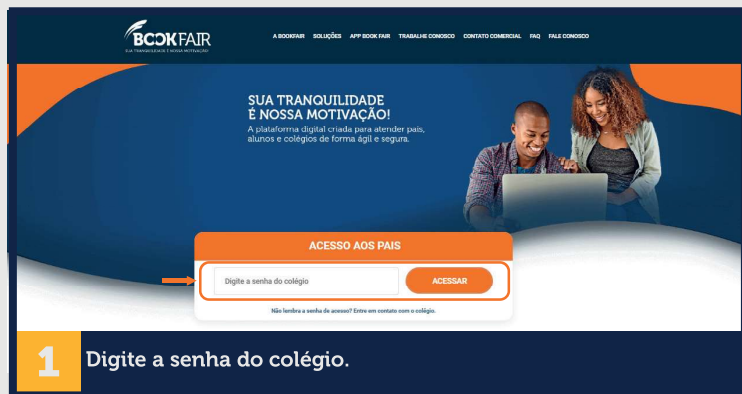 BOOKFAIR
SUA TRANQUILIDADE É NOSSA MOTIVAÇÃO!
A BOOKFAIR SOLUÇÕES APP BOOK FAIR TRABALHE CONOSCO CONTATO COMERCIAL FAQ FALE CONOSCO
SUA TRANQUILIDADE
É NOSSA MOTIVAÇÃO!
A plataforma digital criada para atender pais,
alunos e colégios de forma ágil e segura.
ACESSO AOS PAIS
Digite a senha do colégio
ACESSAR
Não lembra a senha de acesso? Entre em contato com o colégio.
1 Digite a senha do colégio.